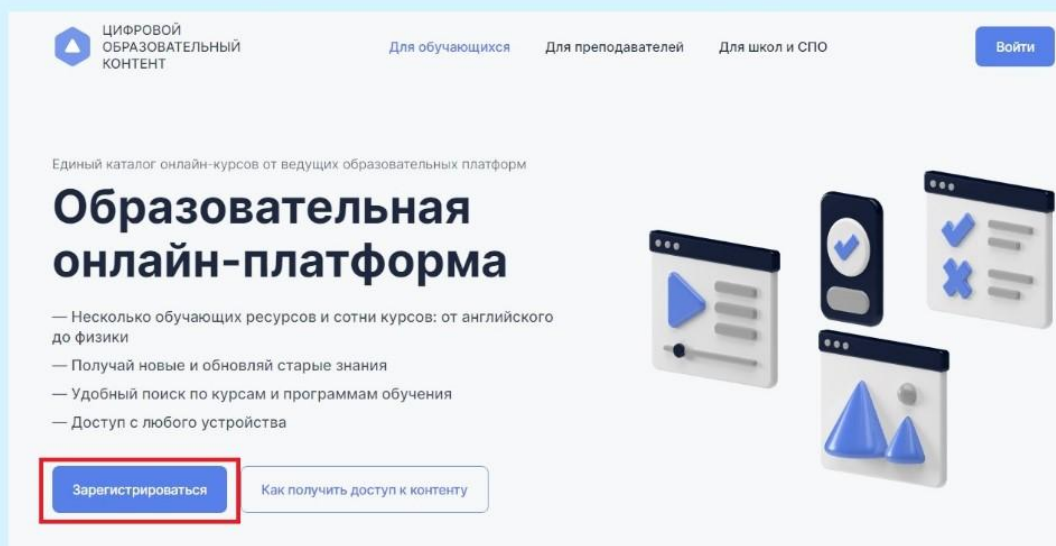 ЦИФРОВОЙ
ОБРАЗОВАТЕЛЬНЫЙ
КОНТЕНТ
Для обучающихся
Для преподавателей
Для школ и СПО
Войти
Единый каталог онлайн-курсов от ведущих образовательных платформ
Образовательная
онлайн-платформа
— Несколько обучающих ресурсов и сотни курсов: от английского
до физики
— Получай новые и обновляй старые знания
— Удобный поиск по курсам и программам обучения
— Доступ с любого устройства
Зарегистрироваться
Как получить доступ к контенту